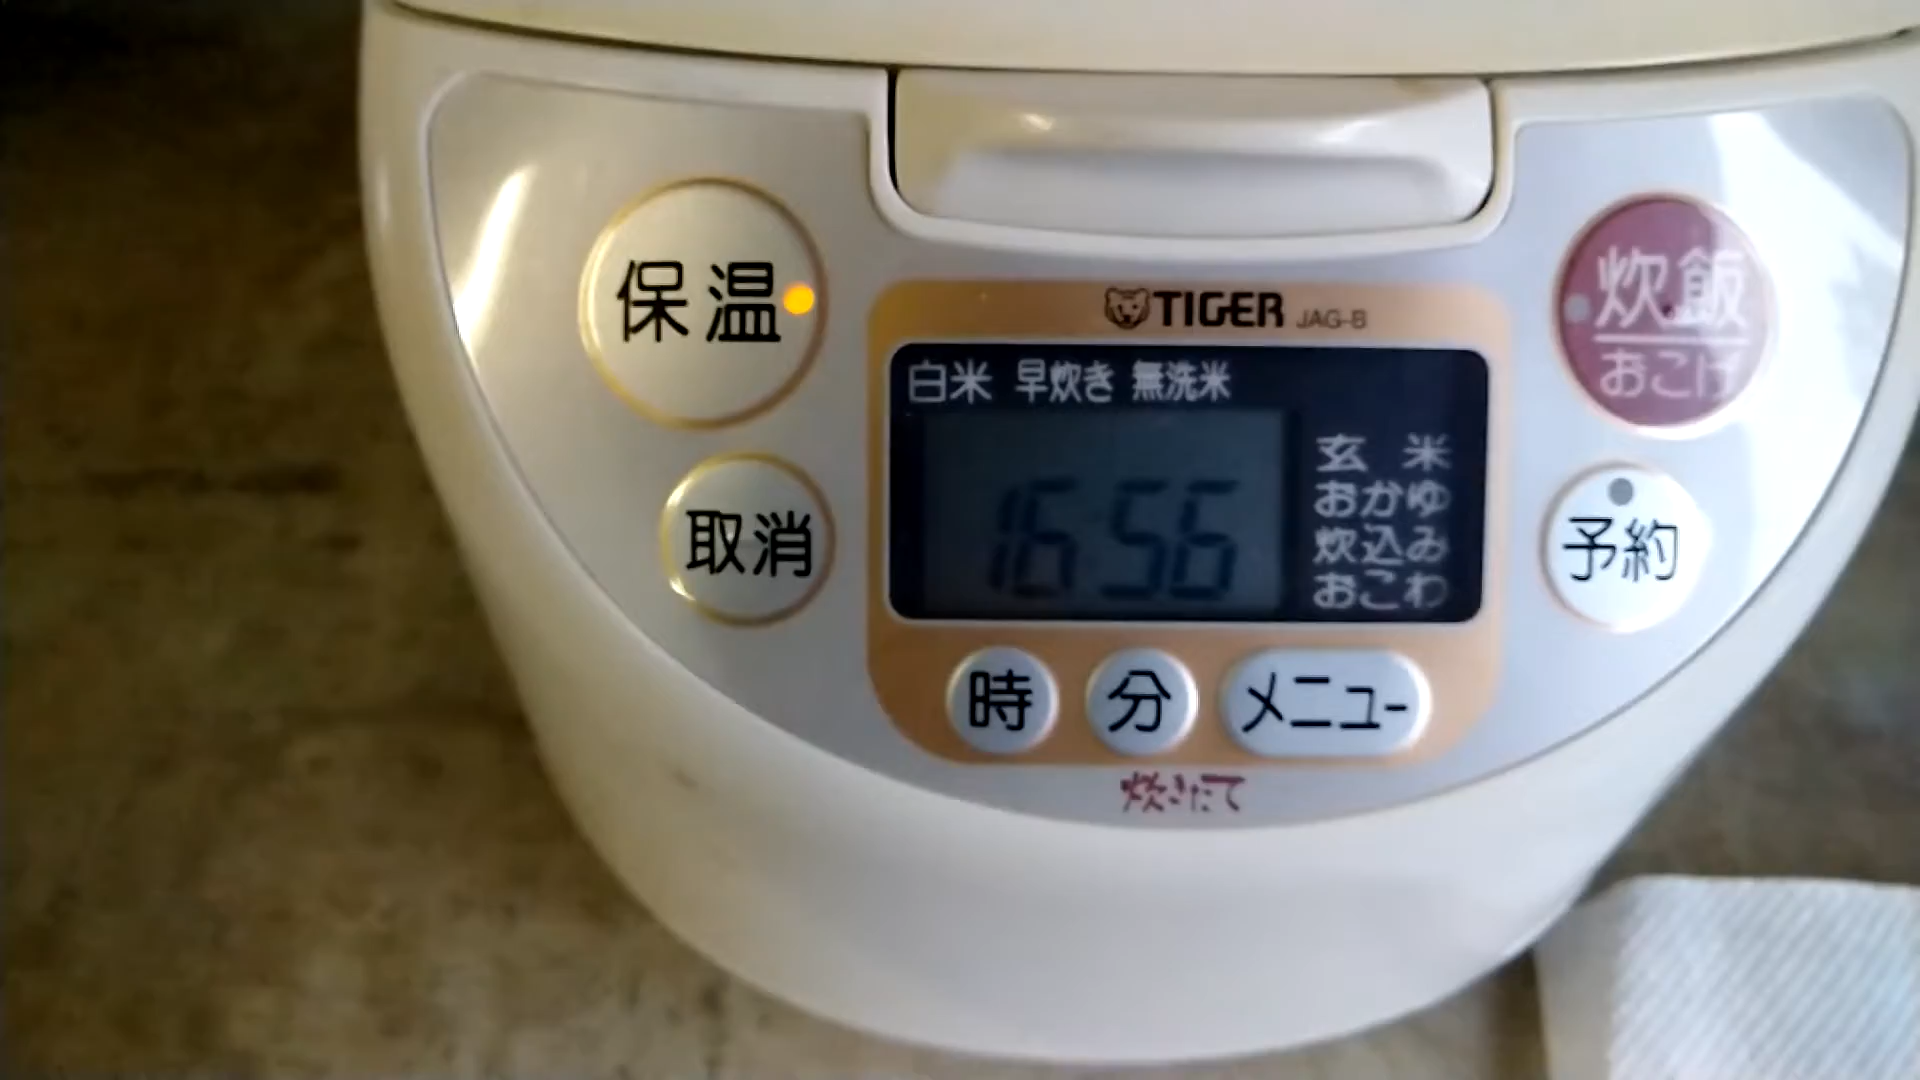 保温
TIGER JAG-B
炊飯
おこげ
白米 早炊き 無洗米
玄米
おかゆ
炊込み
おこわ
16:56
取消
予約
時 分 メニュー
炊きたて